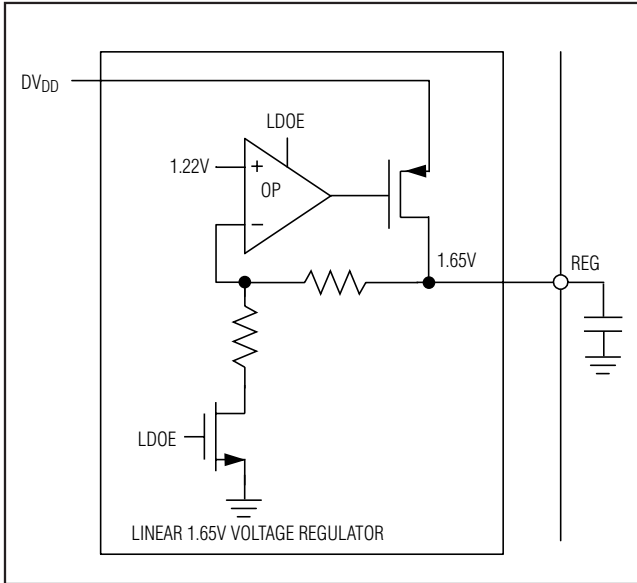 DVDD
LDOE
1.22V
+
OP
−
1.65V
REG
LDOE
LINEAR 1.65V VOLTAGE REGULATOR